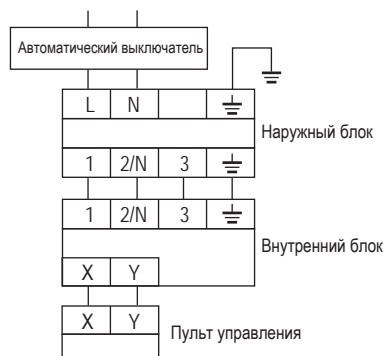 Автоматический выключатель
L N
Наружный блок
1 2/N 3
1 2/N 3
Внутренний блок
X Y
X Y
Пульт управления